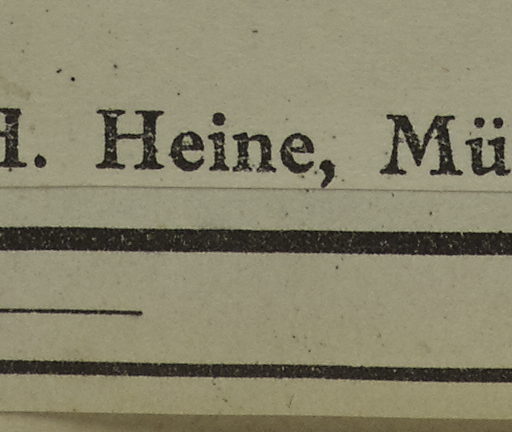 H. Heine, Mü